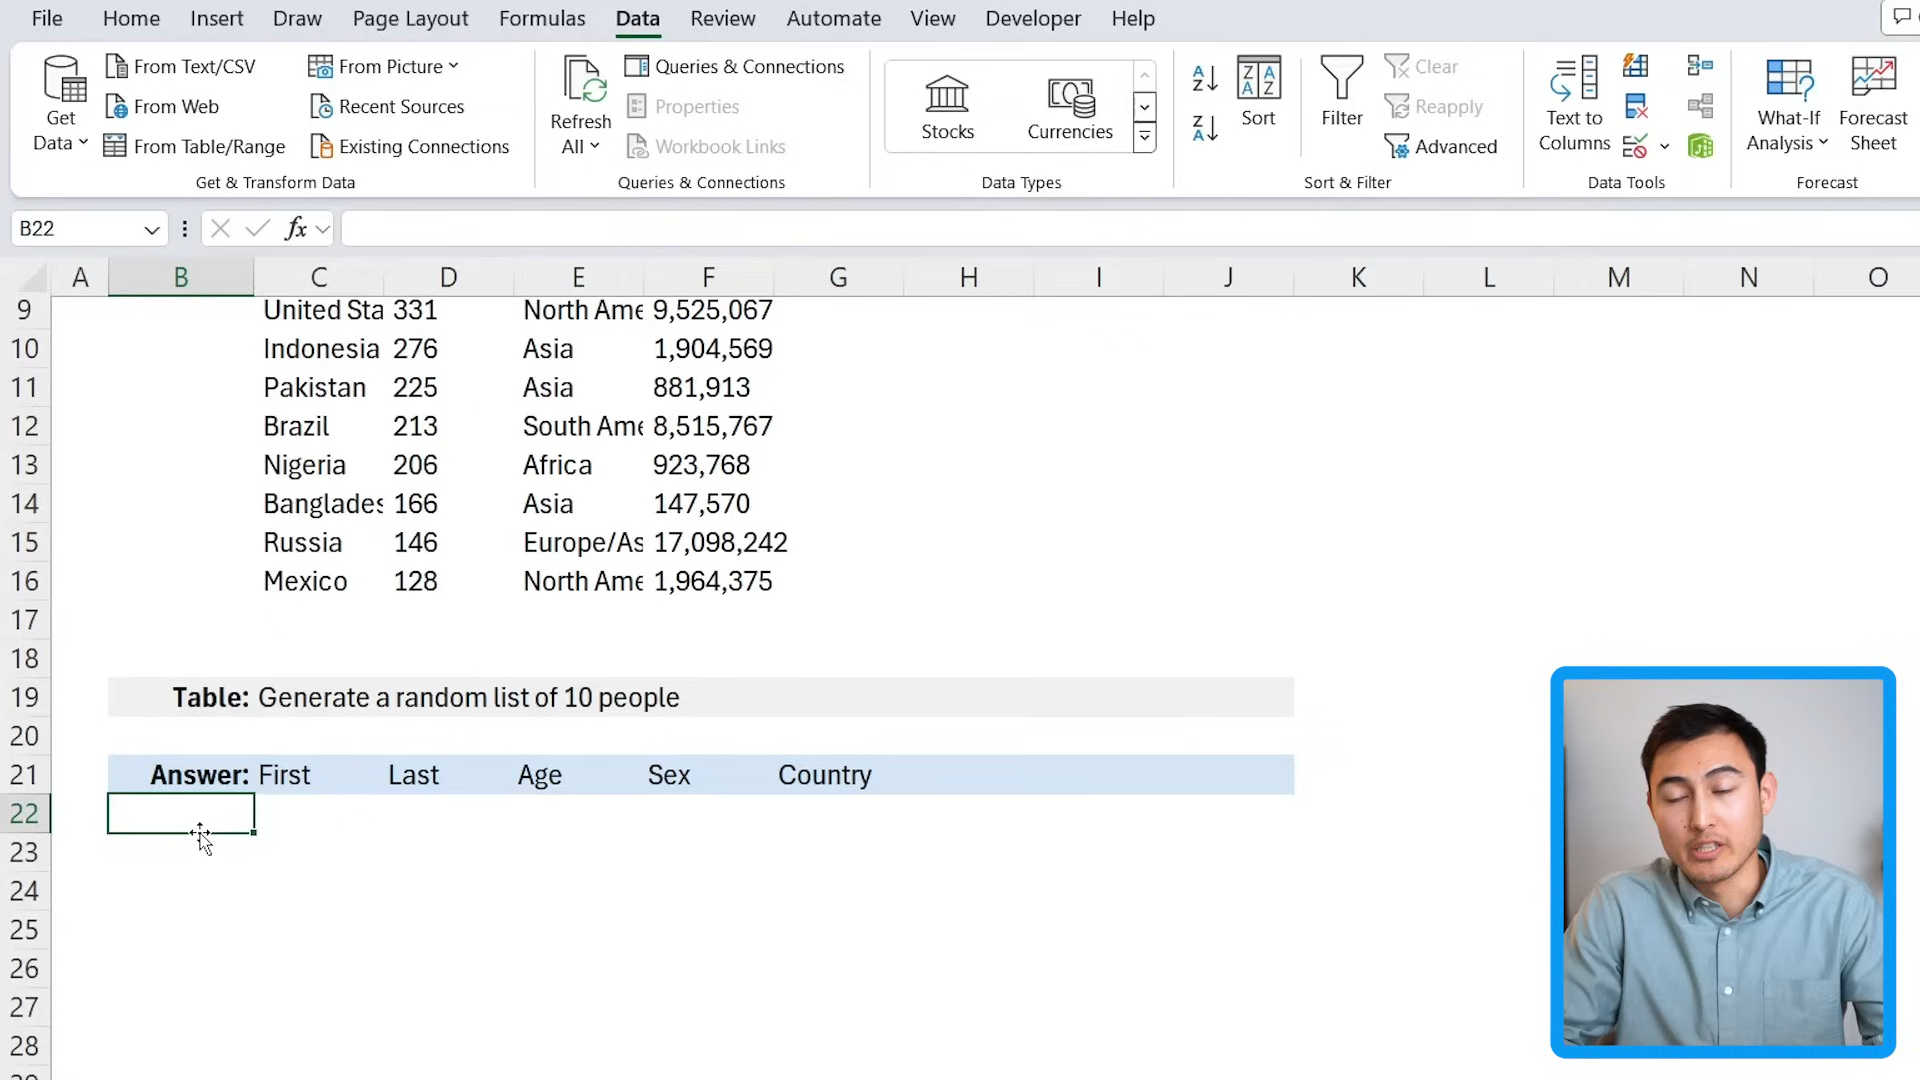 File Home Insert Draw Page Layout Formulas Data Review Automate View Developer Help
Get Data
From Text/CSV
From Web
From Table/Range
From Picture
Recent Sources
Existing Connections
Get & Transform Data
Refresh All
Queries & Connections
Properties
Workbook Links
Queries & Connections
Stocks
Currencies
Data Types
Sort
Filter
Clear
Reapply
Advanced
Sort & Filter
Text to Columns
Data Tools
What-If Analysis
Forecast Sheet
Forecast
B22
fx
A B C D E F G H I J K L M N O
9 United Sta 331 North Ame 9,525,067
10 Indonesia 276 Asia 1,904,569
11 Pakistan 225 Asia 881,913
12 Brazil 213 South Ame 8,515,767
13 Nigeria 206 Africa 923,768
14 Banglades 166 Asia 147,570
15 Russia 146 Europe/As 17,098,242
16 Mexico 128 North Ame 1,964,375
17
18
19 Table: Generate a random list of 10 people
20
21 Answer: First Last Age Sex Country
22
23
24
25
26
27
28